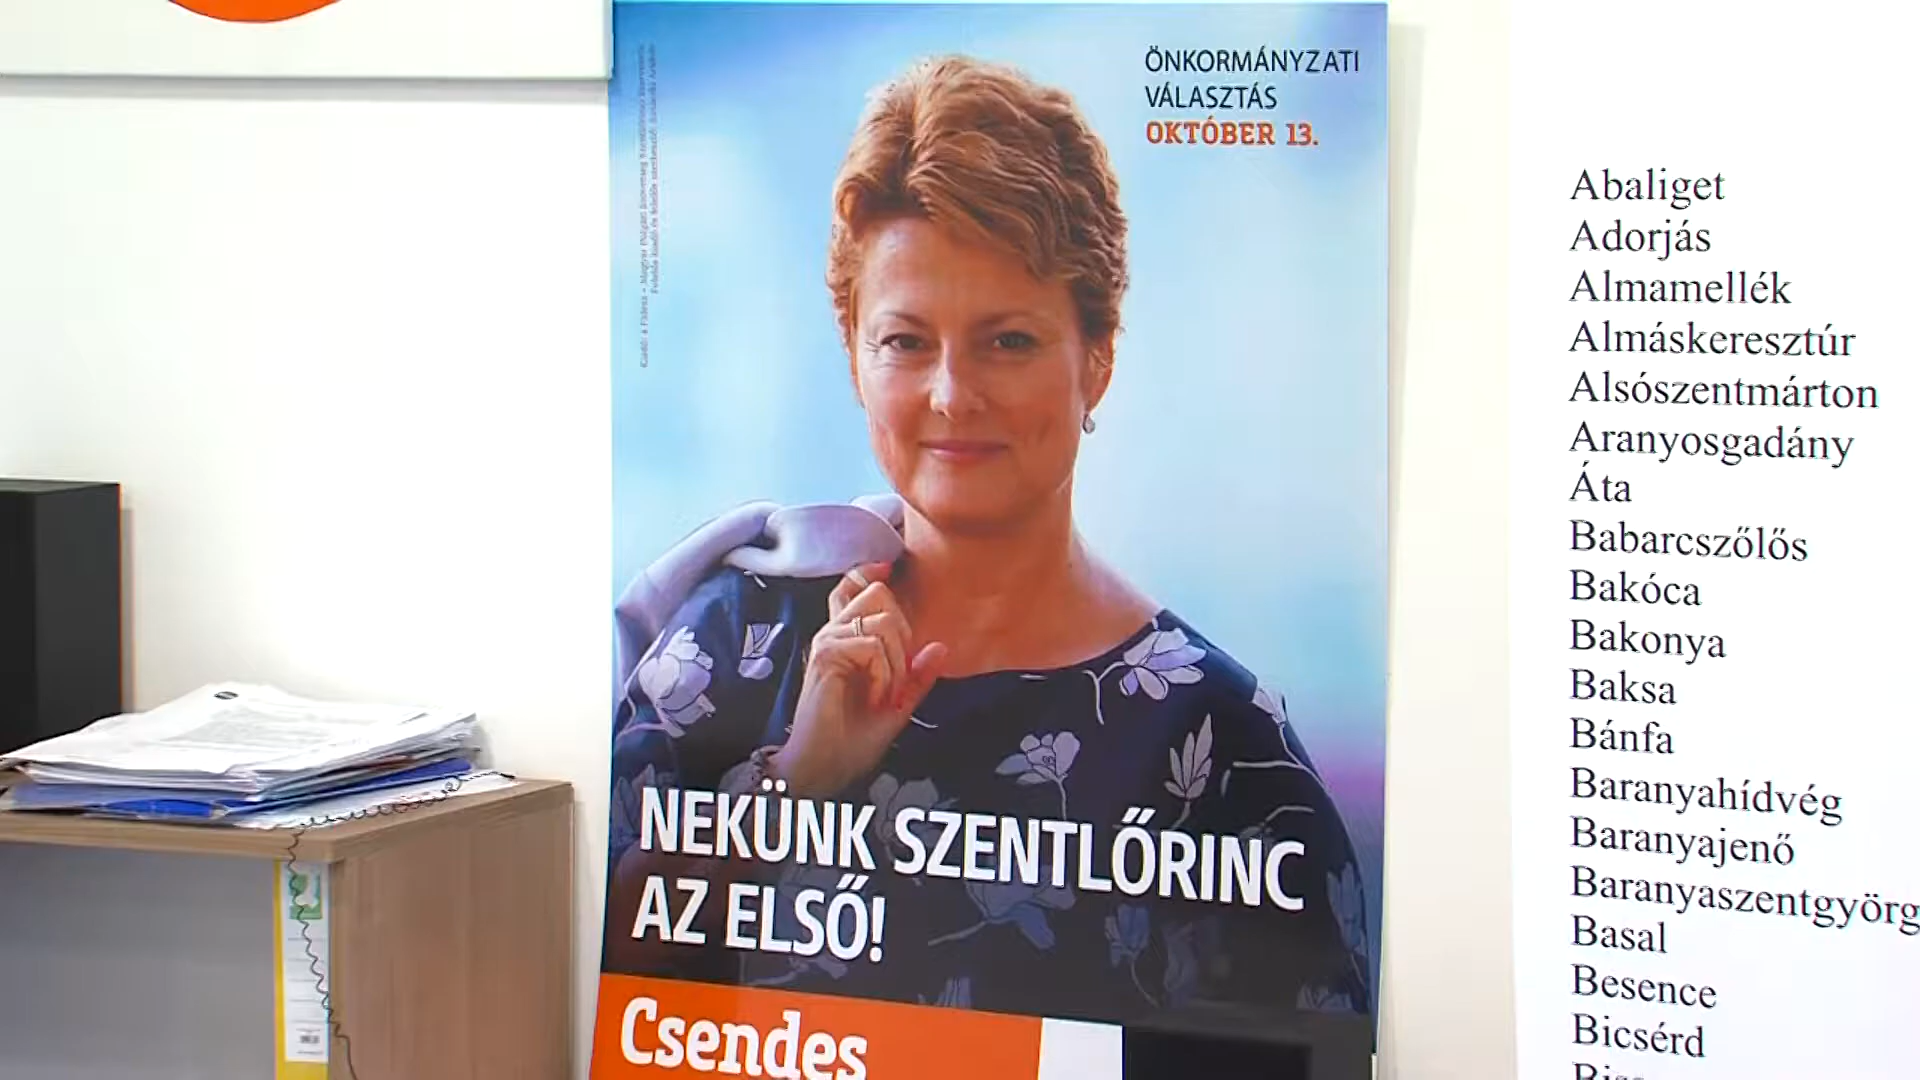 ÖNKORMÁNYZATI
VÁLASZTÁS
OKTÓBER 13.
NEKÜNK SZENTLŐRINC
AZ ELSŐ!
Csendes
Abaliget
Adorjás
Almamellék
Almáskeresztúr
Alsószentmárton
Aranyosgadány
Áta
Babarcszőlős
Bakóca
Bakonya
Baksa
Bánfa
Baranyahídvég
Baranyajenő
Baranyaszentgyörg
Basal
Besence
Bicsérd